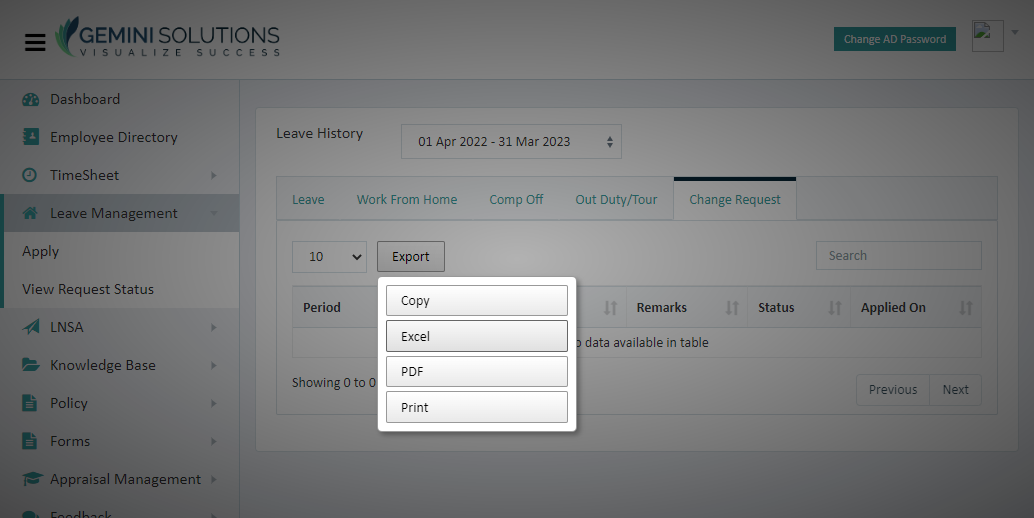 GEMINI SOLUTIONS
VISUALIZE SUCCESS
Change AD Password
Dashboard
Employee Directory
TimeSheet
Leave Management
Apply
View Request Status
LNSA
Knowledge Base
Policy
Forms
Appraisal Management
Feedback
Leave History
01 Apr 2022 - 31 Mar 2023
Leave Work From Home Comp Off Out Duty/Tour Change Request
10 Export Search
Copy
Excel
PDF
Print
Period Remarks Status Applied On
data available in table
Showing 0 to 0
Previous Next